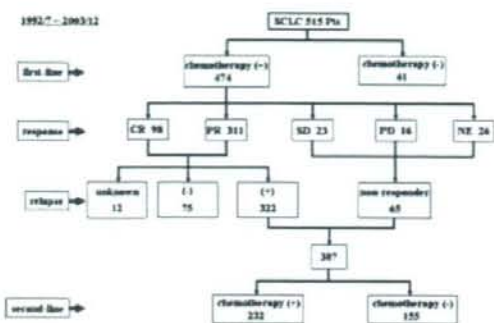 1992/7 ~ 2003/12
SCLC 515 Pts
first-line
chemotherapy (+)
474
chemotherapy (-)
41
response
CR 98
PR 311
SD 23
PD 16
NE 26
relapse
unknown
12
(-)
75
(+)
322
non responder
65
387
second-line
chemotherapy (+)
232
chemotherapy (-)
155